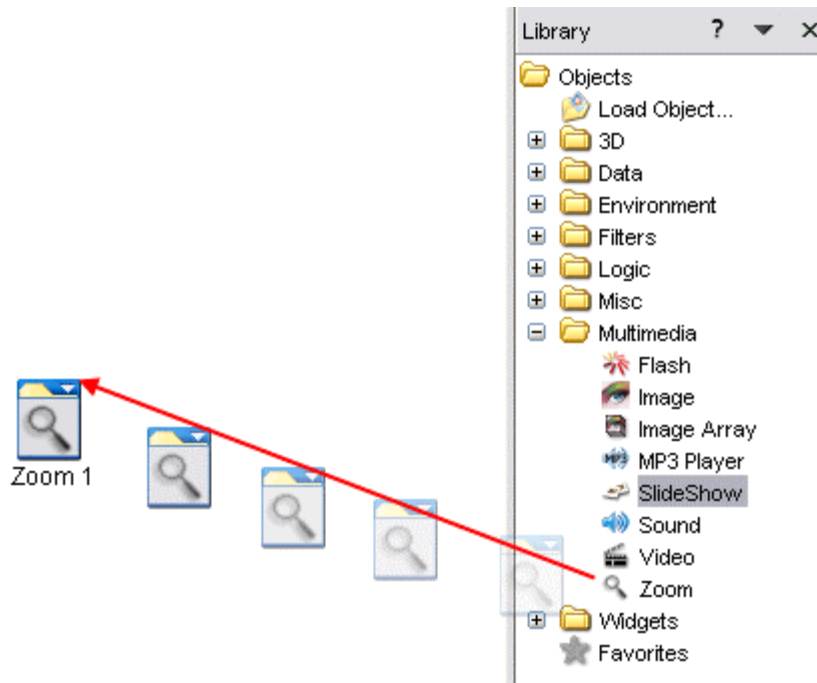 Library ?
Objects
Load Object...
3D
Data
Environment
Filters
Logic
Misc
Multimedia
Flash
Image
Image Array
MP3 Player
SlideShow
Sound
Video
Zoom
Widgets
Favorites
Zoom 1